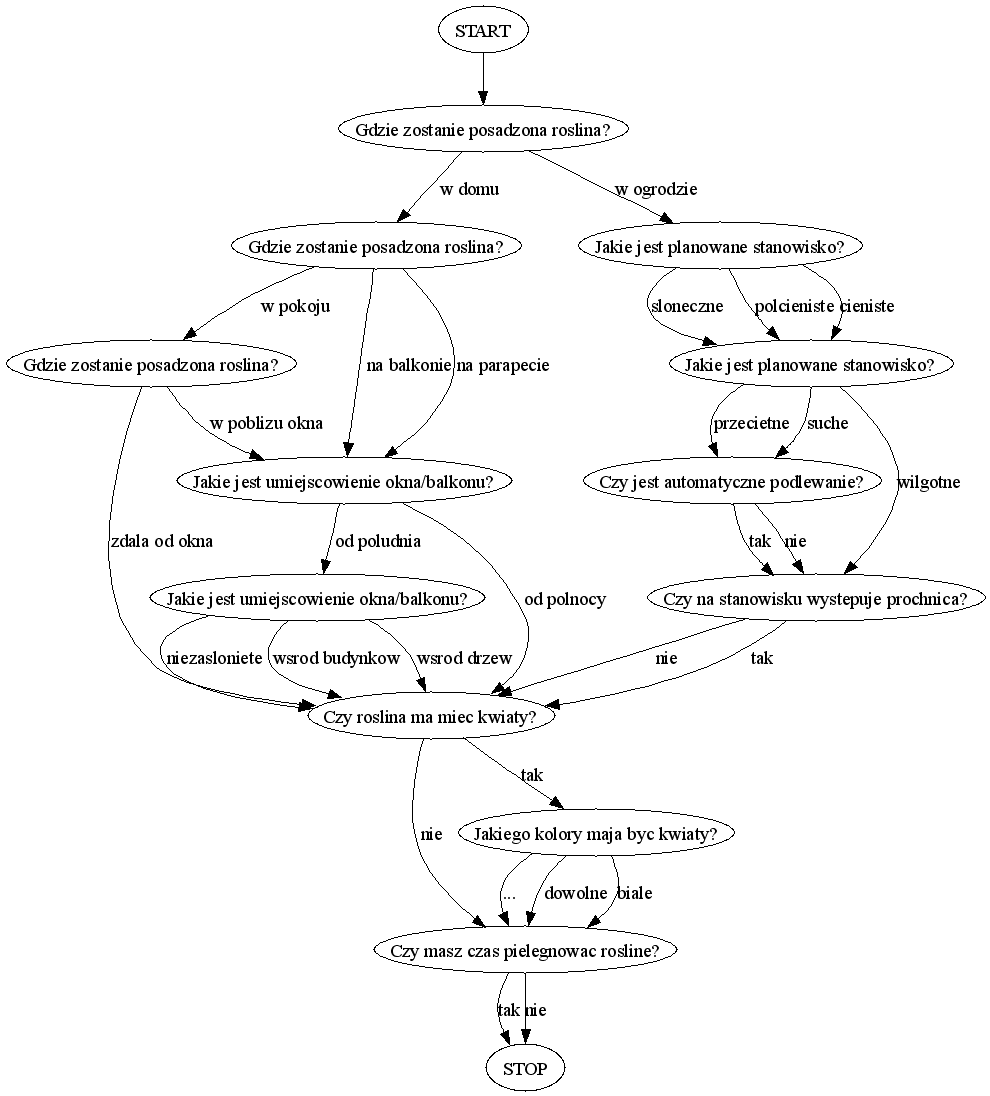 START
Gdzie zostanie posadzona roslina?
w domu
w ogrodzie
Gdzie zostanie posadzona roslina?
Jakie jest planowane stanowisko?
w pokoju
sloneczne
polcieniste
cieniste
Gdzie zostanie posadzona roslina?
na balkonie
na parapecie
Jakie jest planowane stanowisko?
w poblizu okna
przecietne
suche
Jakie jest umiejscowienie okna/balkonu?
Czy jest automatyczne podlewanie?
wilgotne
zdala od okna
od poludnia
tak
nie
Jakie jest umiejscowienie okna/balkonu?
od polnocy
Czy na stanowisku wystepuje prochnica?
niezasloniete
wsrod budynkow
wsrod drzew
nie
tak
Czy roslina ma miec kwiaty?
tak
nie
Jakiego kolory maja byc kwiaty?
...
dowolne
biale
Czy masz czas pielegnowac rosline?
tak
nie
STOP